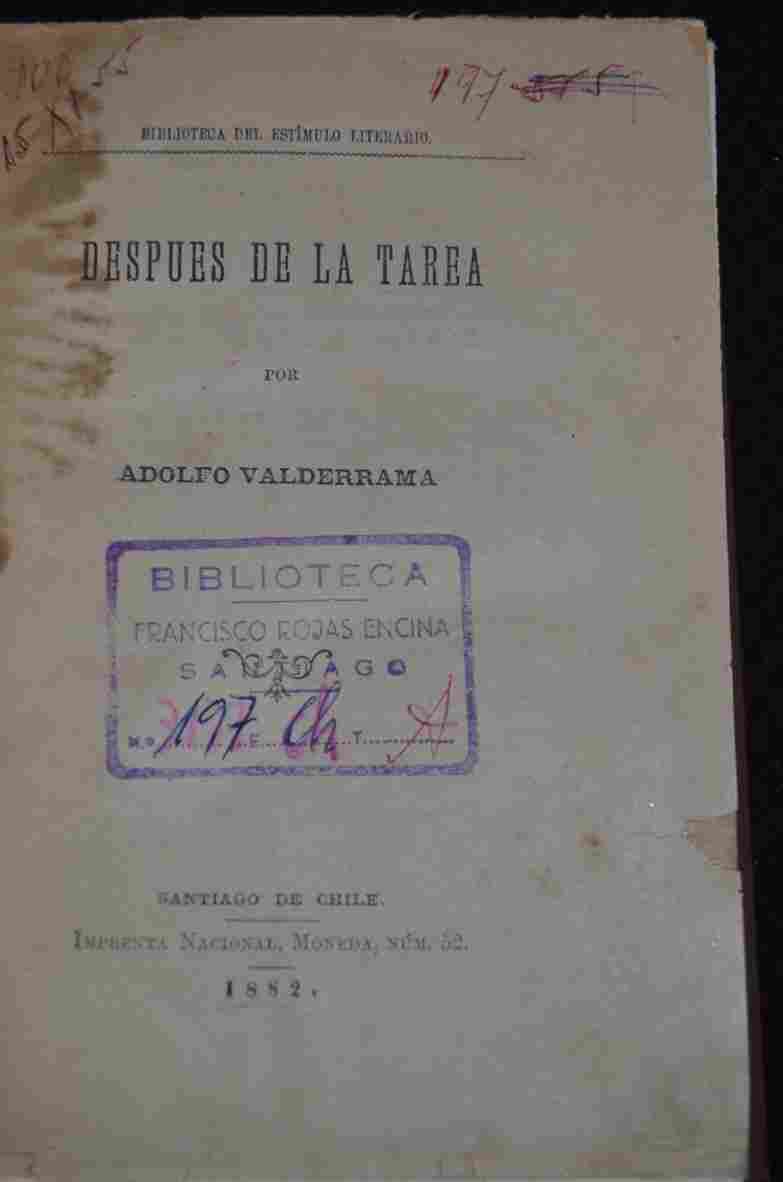 197
BIBLIOTECA DEL ESTÍMULO LITERARIO.
DESPUES DE LA TAREA
POR
ADOLFO VALDERRAMA
BIBLIOTECA
FRANCISCO ROJAS ENCINA
SANTIAGO
N.o 197 E. Ch T. A
SANTIAGO DE CHILE.
IMPRENTA NACIONAL, MONEDA, NÚM. 52.
1882.